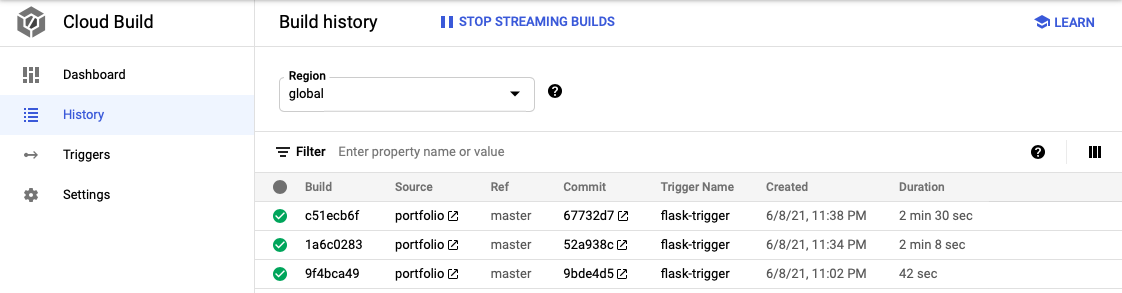 Cloud Build
Build history
STOP STREAMING BUILDS
LEARN
Dashboard
History
Triggers
Settings
Region
global
Filter Enter property name or value
Build Source Ref Commit Trigger Name Created Duration
c51ecb6f portfolio master 67732d7 flask-trigger 6/8/21, 11:38 PM 2 min 30 sec
1a6c0283 portfolio master 52a938c flask-trigger 6/8/21, 11:34 PM 2 min 8 sec
9f4bca49 portfolio master 9bde4d5 flask-trigger 6/8/21, 11:02 PM 42 sec